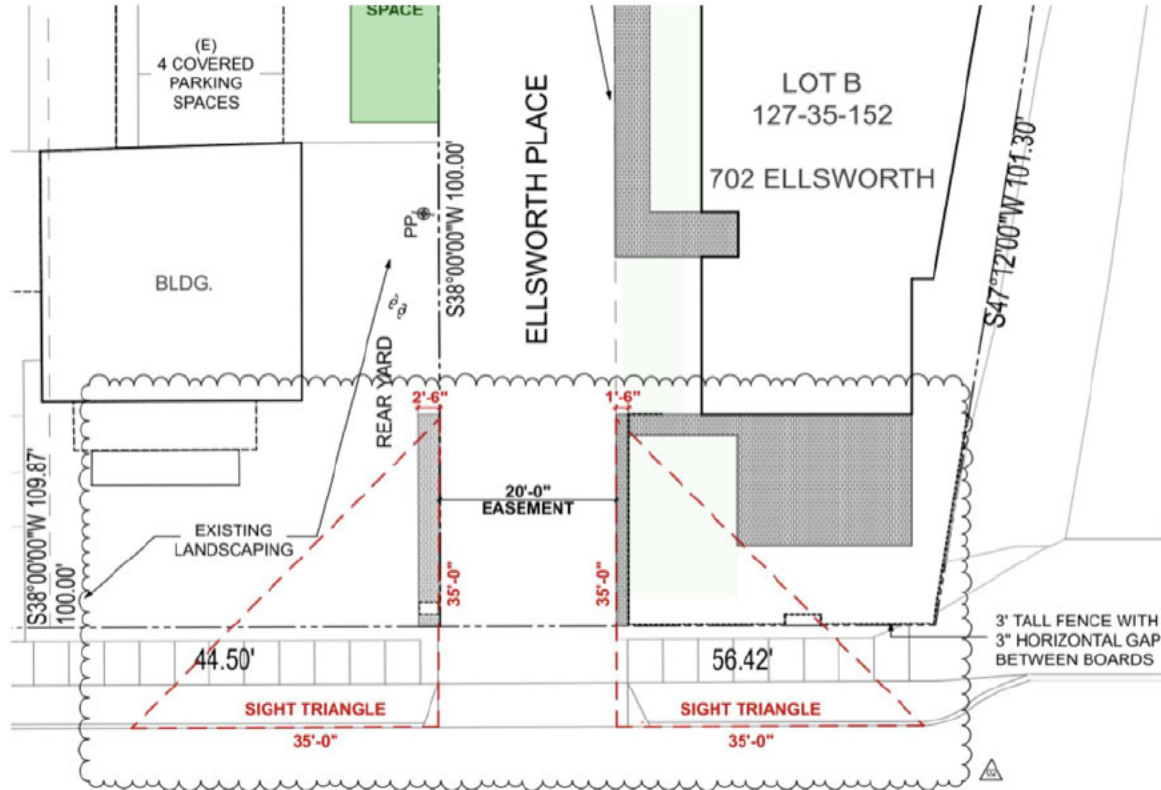 SPACE
(E)
4 COVERED
PARKING
SPACES
ELLSWORTH PLACE
LOT B
127-35-152
702 ELLSWORTH
S38°00'00"W 100.00'
S47°12'00"W 101.30'
PP
BLDG.
REAR YARD
2'-6"
1'-6"
20'-0"
EASEMENT
EXISTING
LANDSCAPING
S38°00'00"W 109.87'
100.00'
35'-0"
35'-0"
3' TALL FENCE WITH
3" HORIZONTAL GAP
BETWEEN BOARDS
44.50'
56.42'
SIGHT TRIANGLE
SIGHT TRIANGLE
35'-0"
35'-0"
02